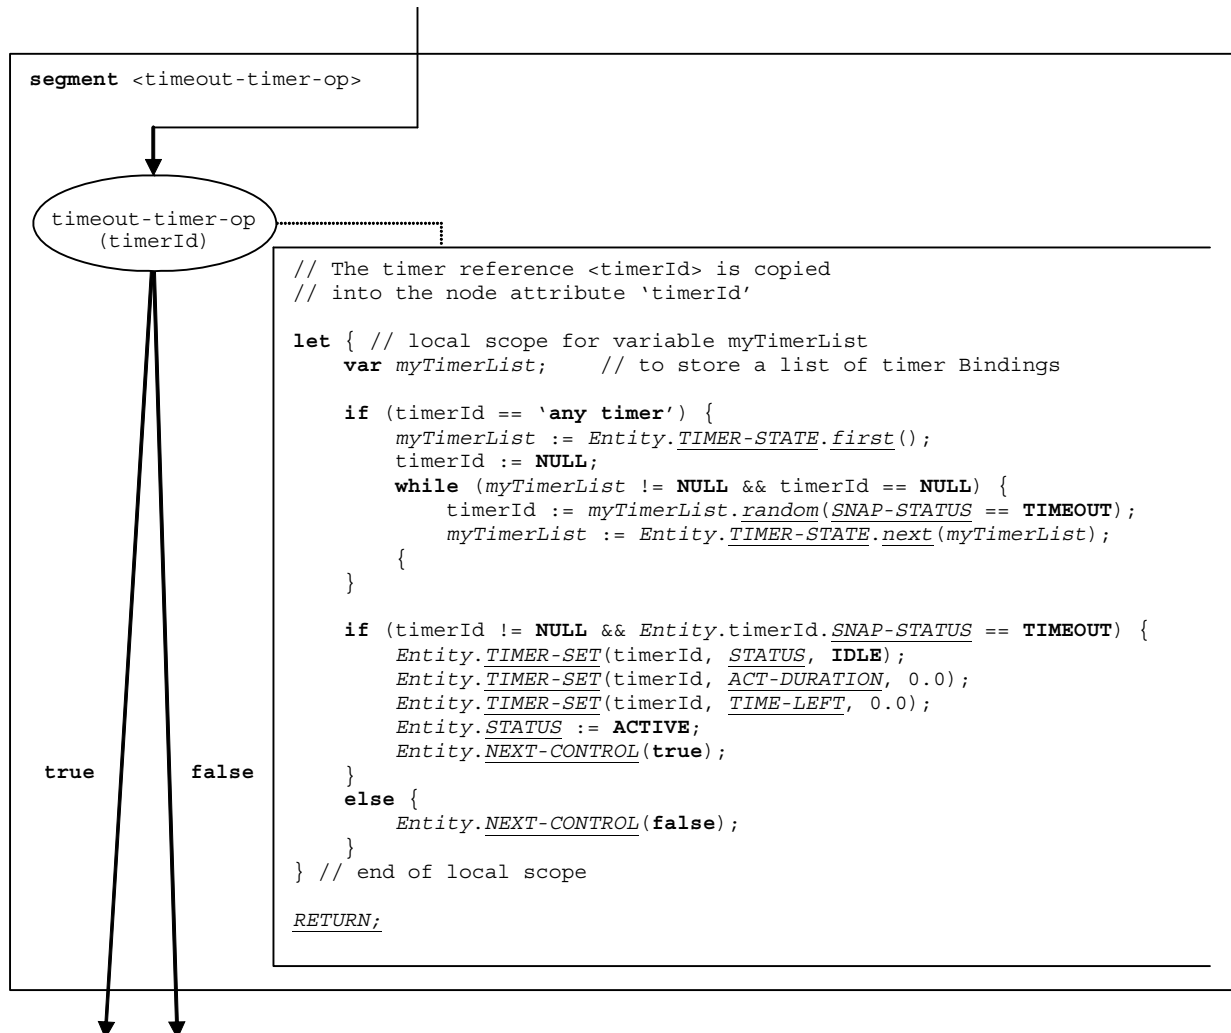 segment <timeout-timer-op>
timeout-timer-op
(timerId)
// The timer reference <timerId> is copied
// into the node attribute ‘timerId’
let { // local scope for variable myTimerList
var myTimerList; // to store a list of timer Bindings
if (timerId == ‘any timer’) {
myTimerList := Entity.TIMER-STATE.first();
timerId := NULL;
while (myTimerList != NULL && timerId == NULL) {
timerId := myTimerList.random(SNAP-STATUS == TIMEOUT);
myTimerList := Entity.TIMER-STATE.next(myTimerList);
{
}
if (timerId != NULL && Entity.timerId.SNAP-STATUS == TIMEOUT) {
Entity.TIMER-SET(timerId, STATUS, IDLE);
Entity.TIMER-SET(timerId, ACT-DURATION, 0.0);
Entity.TIMER-SET(timerId, TIME-LEFT, 0.0);
Entity.STATUS := ACTIVE;
Entity.NEXT-CONTROL(true);
}
else {
Entity.NEXT-CONTROL(false);
}
} // end of local scope
RETURN;
true false